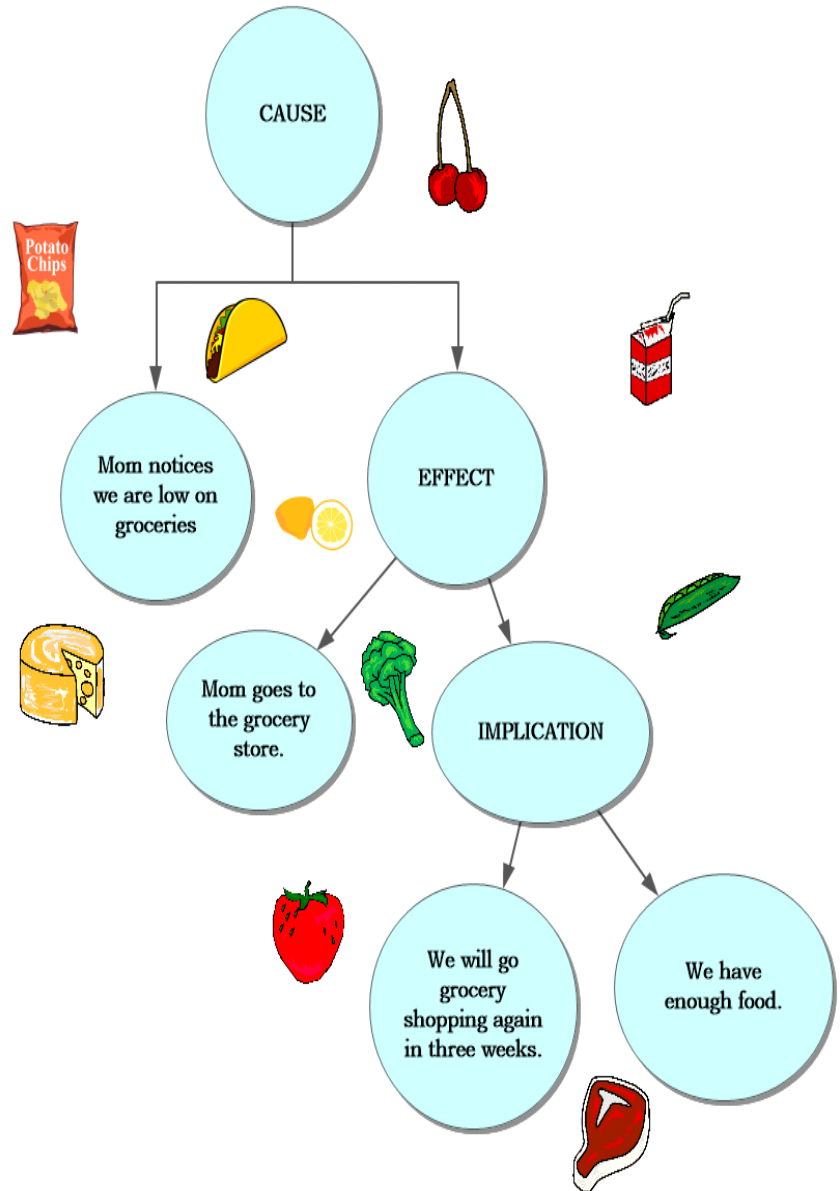 CAUSE
Potato
Chips
Mom notices
we are low on
groceries
EFFECT
Mom goes to
the grocery
store.
IMPLICATION
We will go
grocery
shopping again
in three weeks.
We have
enough food.